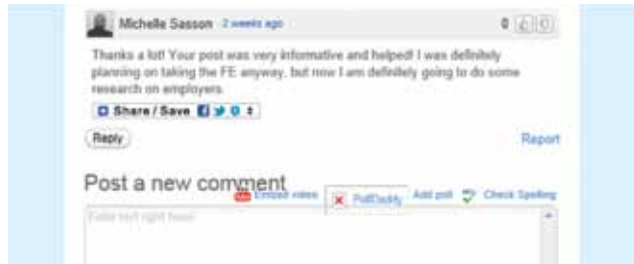 Michelle Sasson 2 weeks ago 0
Thanks a lot! Your post was very informative and helped! I was definitely
planning on taking the FE anyway, but now I am definitely going to do some
research on employers.
Share / Save
Reply Report
Post a new comment
Embed video PollDaddy Add poll Check Spelling
Enter text right here!